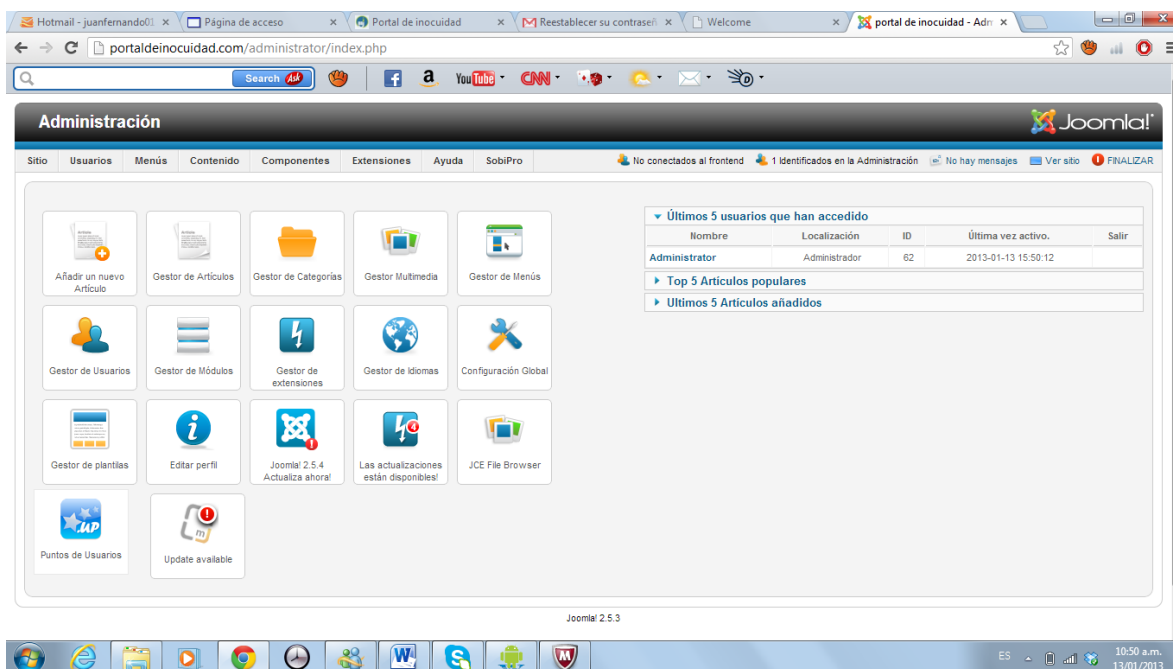 Hotmail - juanfernando01
Página de acceso
Portal de inocuidad
Reestablecer su contraseñ
Welcome
portal de inocuidad - Adm
portaldeinocuidad.com/administrator/index.php
Search Ask
f
a
You Tube
CNN
Administración
Joomla!
Sitio Usuarios Menús Contenido Componentes Extensiones Ayuda SobiPro
No conectados al frontend 1 Identificados en la Administración No hay mensajes Ver sitio FINALIZAR
Añadir un nuevo
Artículo
Gestor de Artículos
Gestor de Categorías
Gestor Multimedia
Gestor de Menús
Gestor de Usuarios
Gestor de Módulos
Gestor de
extensiones
Gestor de Idiomas
Configuración Global
Gestor de plantilas
Editar perfil
Joomla! 2.5.4
Actualiza ahora!
4
Las actualizaciones
están disponibles!
JCE File Browser
UP
Puntos de Usuarios
m
Update available
Últimos 5 usuarios que han accedido
Nombre Localización ID Última vez activo. Salir
Administrator Administrador 62 2013-01-13 15:50:12
Top 5 Artículos populares
Ultimos 5 Artículos añadidos
Joomla! 2.5.3
W
S
M
ES
10:50 a.m.
13/01/2013